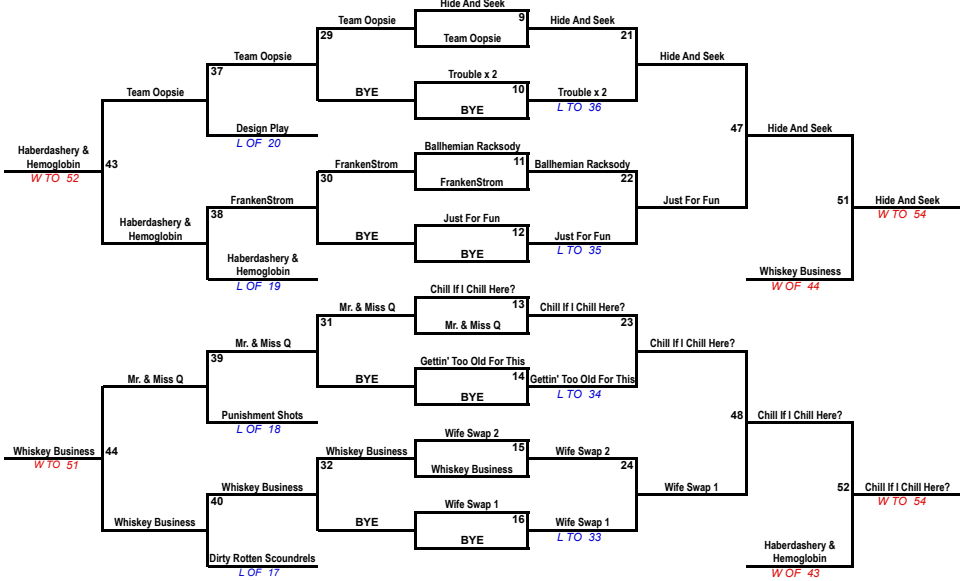 Hide And Seek
9
Team Oopsie
Hide And Seek
29
Team Oopsie
21
Team Oopsie
Hide And Seek
37
Trouble x 2
Team Oopsie
BYE
10
Trouble x 2
BYE
L TO 36
Design Play
L OF 20
47
Hide And Seek
Haberdashery &
Hemoglobin
W TO 52
43
Ballhemian Racksody
FrankenStrom
11
Ballhemian Racksody
30
FrankenStrom
22
FrankenStrom
Just For Fun
51
Hide And Seek
W TO 54
38
Haberdashery &
Hemoglobin
Just For Fun
BYE
12
Just For Fun
BYE
L TO 35
Haberdashery &
Hemoglobin
L OF 19
Whiskey Business
W OF 44
Chill If I Chill Here?
Mr. & Miss Q
13
Chill If I Chill Here?
31
Mr. & Miss Q
23
Mr. & Miss Q
Chill If I Chill Here?
39
Gettin' Too Old For This
Mr. & Miss Q
BYE
14
Gettin' Too Old For This
BYE
L TO 34
Punishment Shots
L OF 18
48
Chill If I Chill Here?
Whiskey Business
W TO 51
44
Wife Swap 2
Whiskey Business
15
Wife Swap 2
32
Whiskey Business
24
Whiskey Business
Wife Swap 1
52
Chill If I Chill Here?
W TO 54
40
Wife Swap 1
Whiskey Business
BYE
16
Wife Swap 1
BYE
L TO 33
Dirty Rotten Scoundrels
L OF 17
Haberdashery &
Hemoglobin
W OF 43